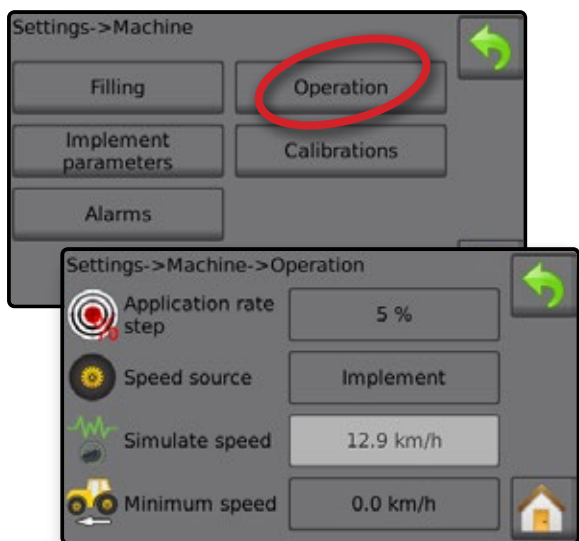 Settings->Machine
Filling
Operation
Implement
parameters
Calibrations
Alarms
Settings->Machine->Operation
Application rate
step
5 %
Speed source
Implement
Simulate speed
12.9 km/h
Minimum speed
0.0 km/h